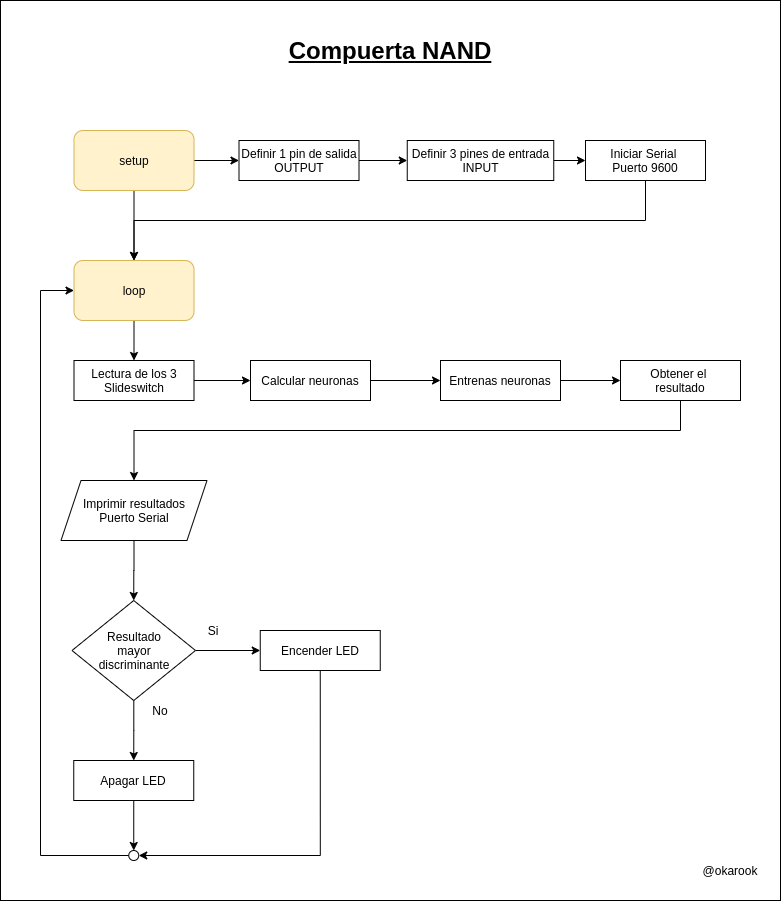 Compuerta NAND
setup
Definir 1 pin de salida
OUTPUT
Definir 3 pines de entrada
INPUT
Iniciar Serial
Puerto 9600
loop
Lectura de los 3
Slideswitch
Calcular neuronas
Entrenas neuronas
Obtener el
resultado
Imprimir resultados
Puerto Serial
Resultado
mayor
discriminante
Si
Encender LED
No
Apagar LED
@okarook